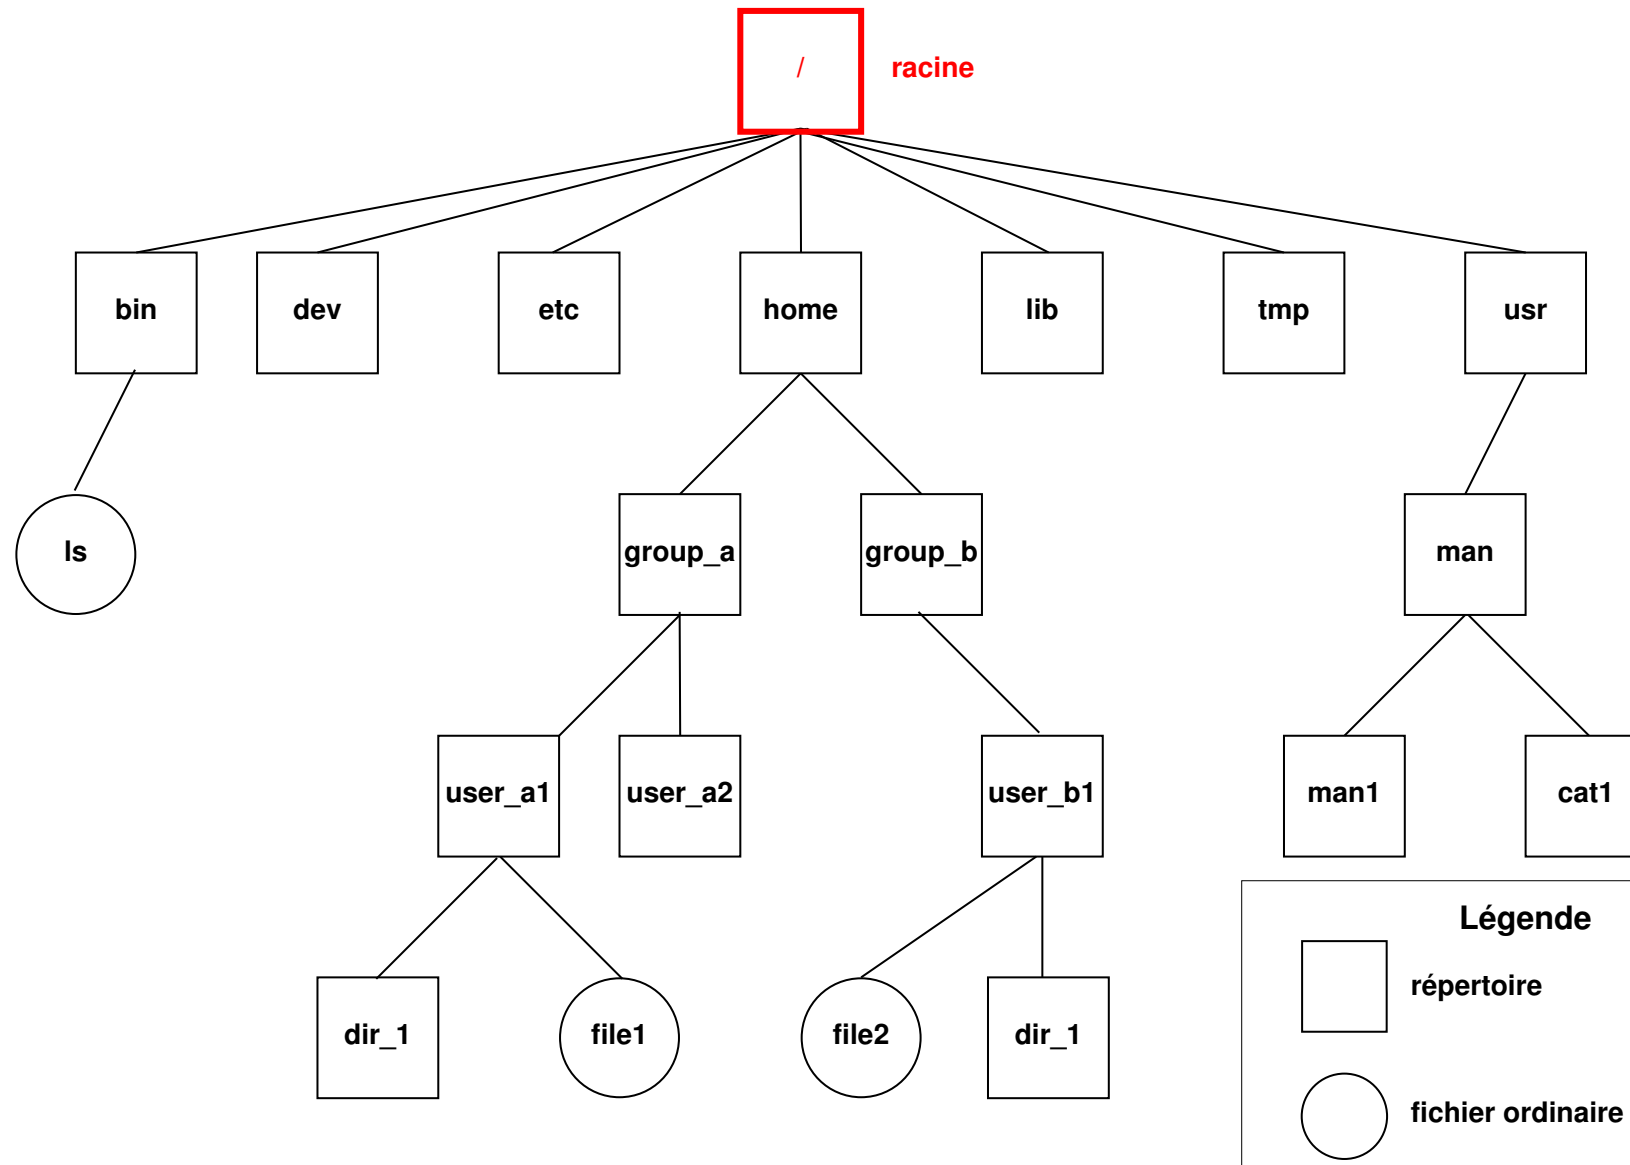 / racine
bin dev etc home lib tmp usr
ls group_a group_b man
user_a1 user_a2 user_b1 man1 cat1
Légende
répertoire
dir_1 file1 file2 dir_1
fichier ordinaire